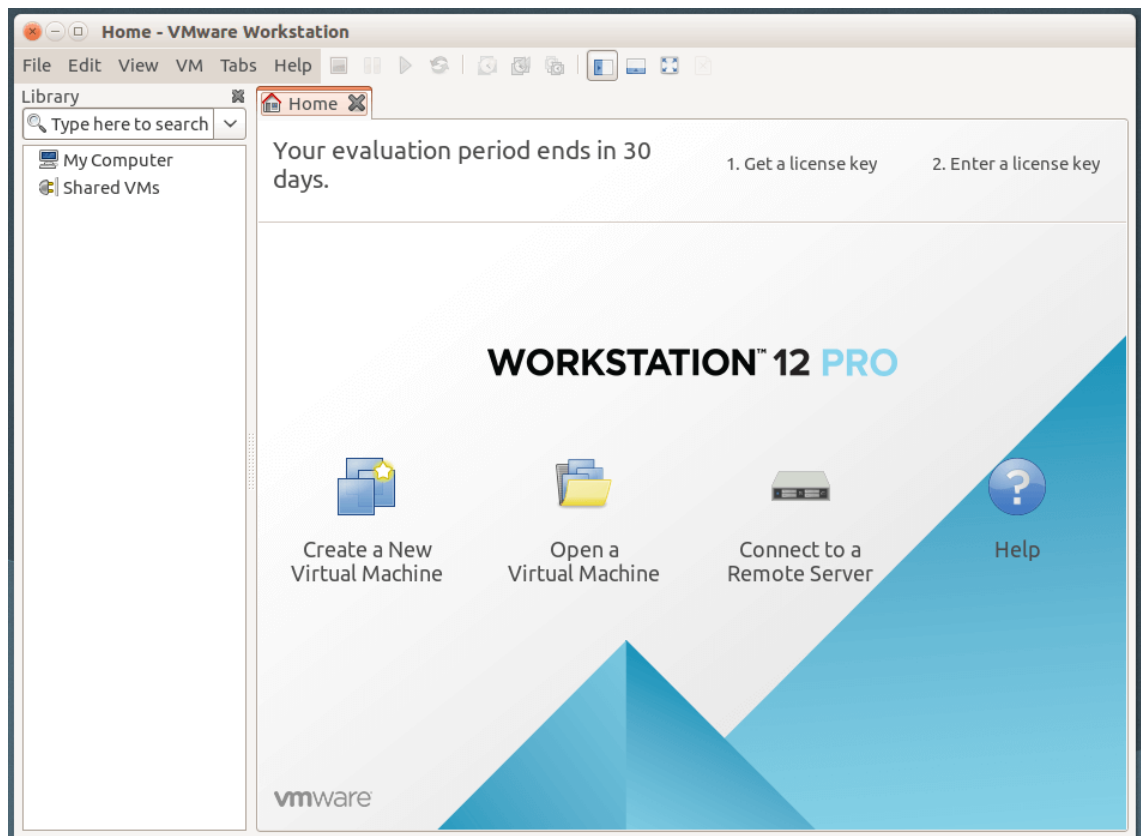 Home - VMware Workstation
File Edit View VM Tabs Help
Library
Home
Type here to search
My Computer
Shared VMs
Your evaluation period ends in 30
days.
1. Get a license key
2. Enter a license key
WORKSTATION™ 12 PRO
Create a New
Virtual Machine
Open a
Virtual Machine
Connect to a
Remote Server
Help
vmware